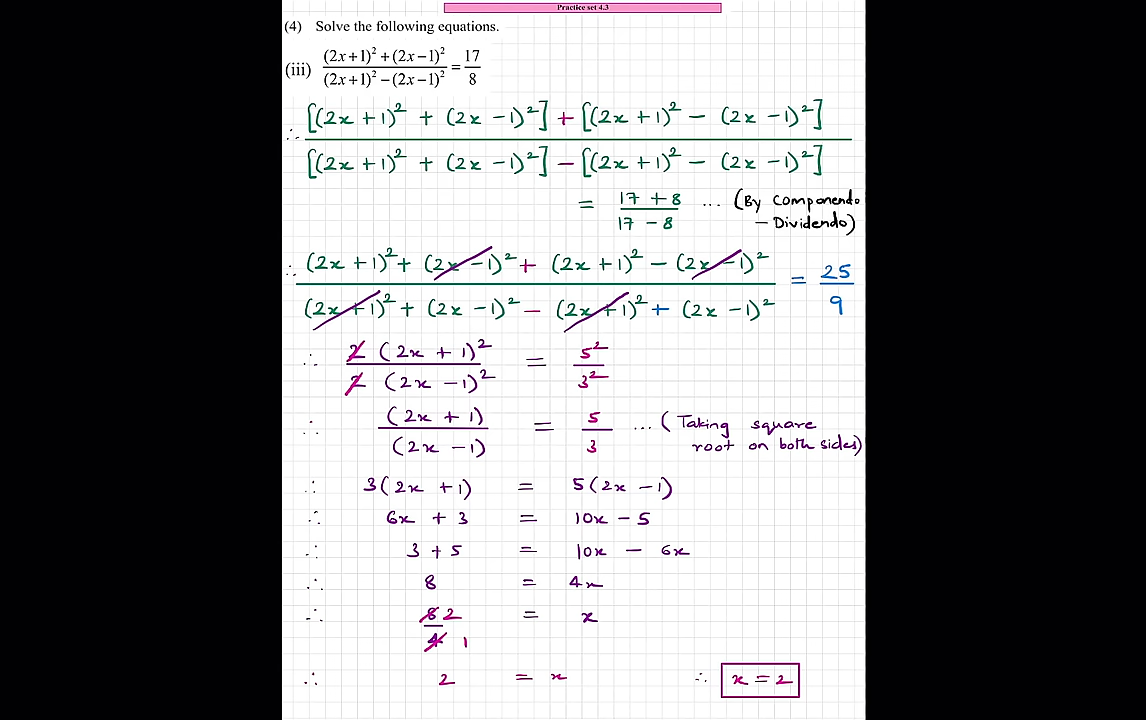 Practice set 4.3
(4) Solve the following equations.
(iii) (2x+1)²+(2x−1)² / (2x+1)²−(2x−1)² = 17/8
∴ [(2x+1)² + (2x−1)²] + [(2x+1)² − (2x−1)²] / [(2x+1)² + (2x−1)²] − [(2x+1)² − (2x−1)²]
= 17+8 / 17−8 ... (By Componendo
− Dividendo)
∴ (2x+1)² + (2x−1)² + (2x+1)² − (2x−1)² / (2x+1)² + (2x−1)² − (2x+1)² + (2x−1)² = 25/9
∴ 2(2x+1)² / 2(2x−1)² = 5²/3²
∴ (2x+1) / (2x−1) = 5/3 ... (Taking square
root on both sides)
∴ 3(2x+1) = 5(2x−1)
∴ 6x + 3 = 10x − 5
∴ 3 + 5 = 10x − 6x
∴ 8 = 4x
∴ 8 2 / 4 1 = x
∴ 2 = x ∴ x = 2